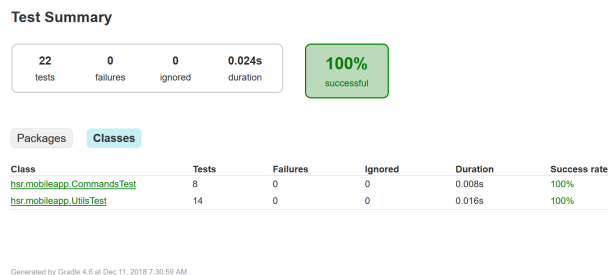 Test Summary
22 0 0 0.024s
tests failures ignored duration
100%
successful
Packages Classes
Class Tests Failures Ignored Duration Success rate
hsr.mobileapp.CommandsTest 8 0 0 0.008s 100%
hsr.mobileapp.UtilsTest 14 0 0 0.016s 100%
Generated by Gradle 4.6 at Dec 11, 2018 7:30:59 AM